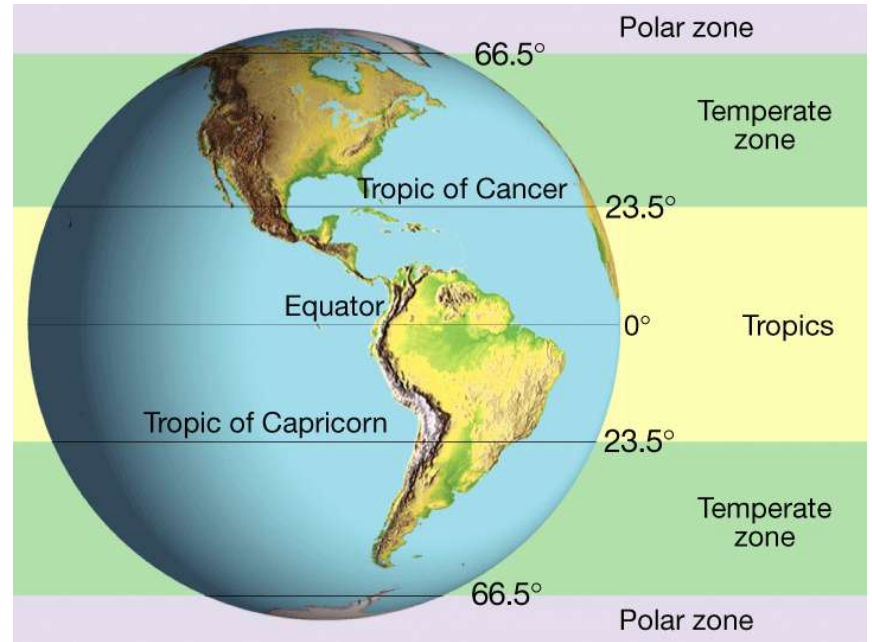 Polar zone
66.5°
Temperate
zone
Tropic of Cancer
23.5°
Equator
0°
Tropics
Tropic of Capricorn
23.5°
Temperate
zone
66.5°
Polar zone